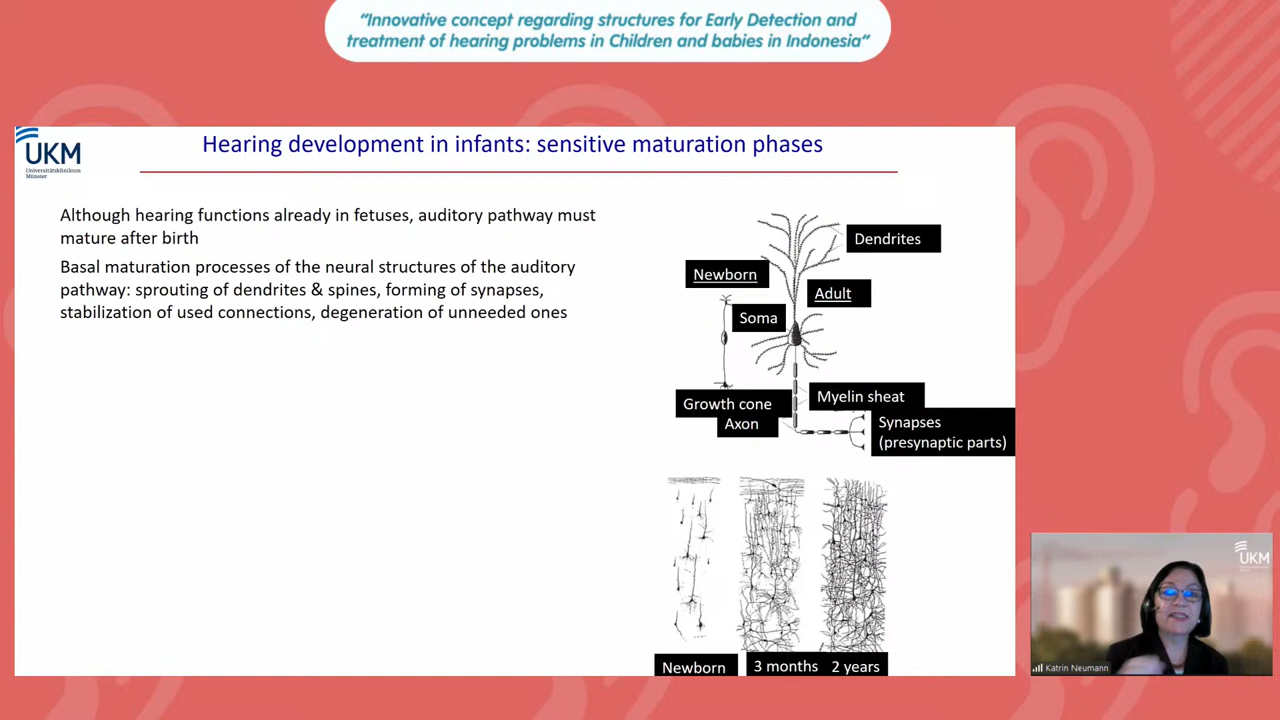 “Innovative concept regarding structures for Early Detection and
treatment of hearing problems in Children and babies in Indonesia“
UKM
Universitätsklinikum
Münster
Hearing development in infants: sensitive maturation phases
Although hearing functions already in fetuses, auditory pathway must
mature after birth
Basal maturation processes of the neural structures of the auditory
pathway: sprouting of dendrites & spines, forming of synapses,
stabilization of used connections, degeneration of unneeded ones
Dendrites
Newborn
Adult
Soma
Myelin sheat
Growth cone
Axon
Synapses
(presynaptic parts)
Newborn
3 months
2 years
UKM
Katrin Neumann